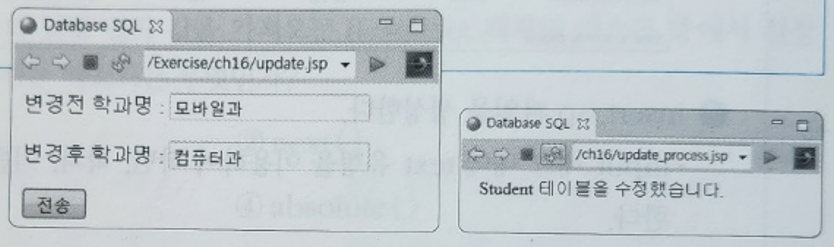 Database SQL
/Exercise/ch16/update.jsp
변경전 학과명 : 모바일과
변경후 학과명 : 컴퓨터과
전송
Database SQL
/ch16/update_process.jsp
Student 테이블을 수정했습니다.